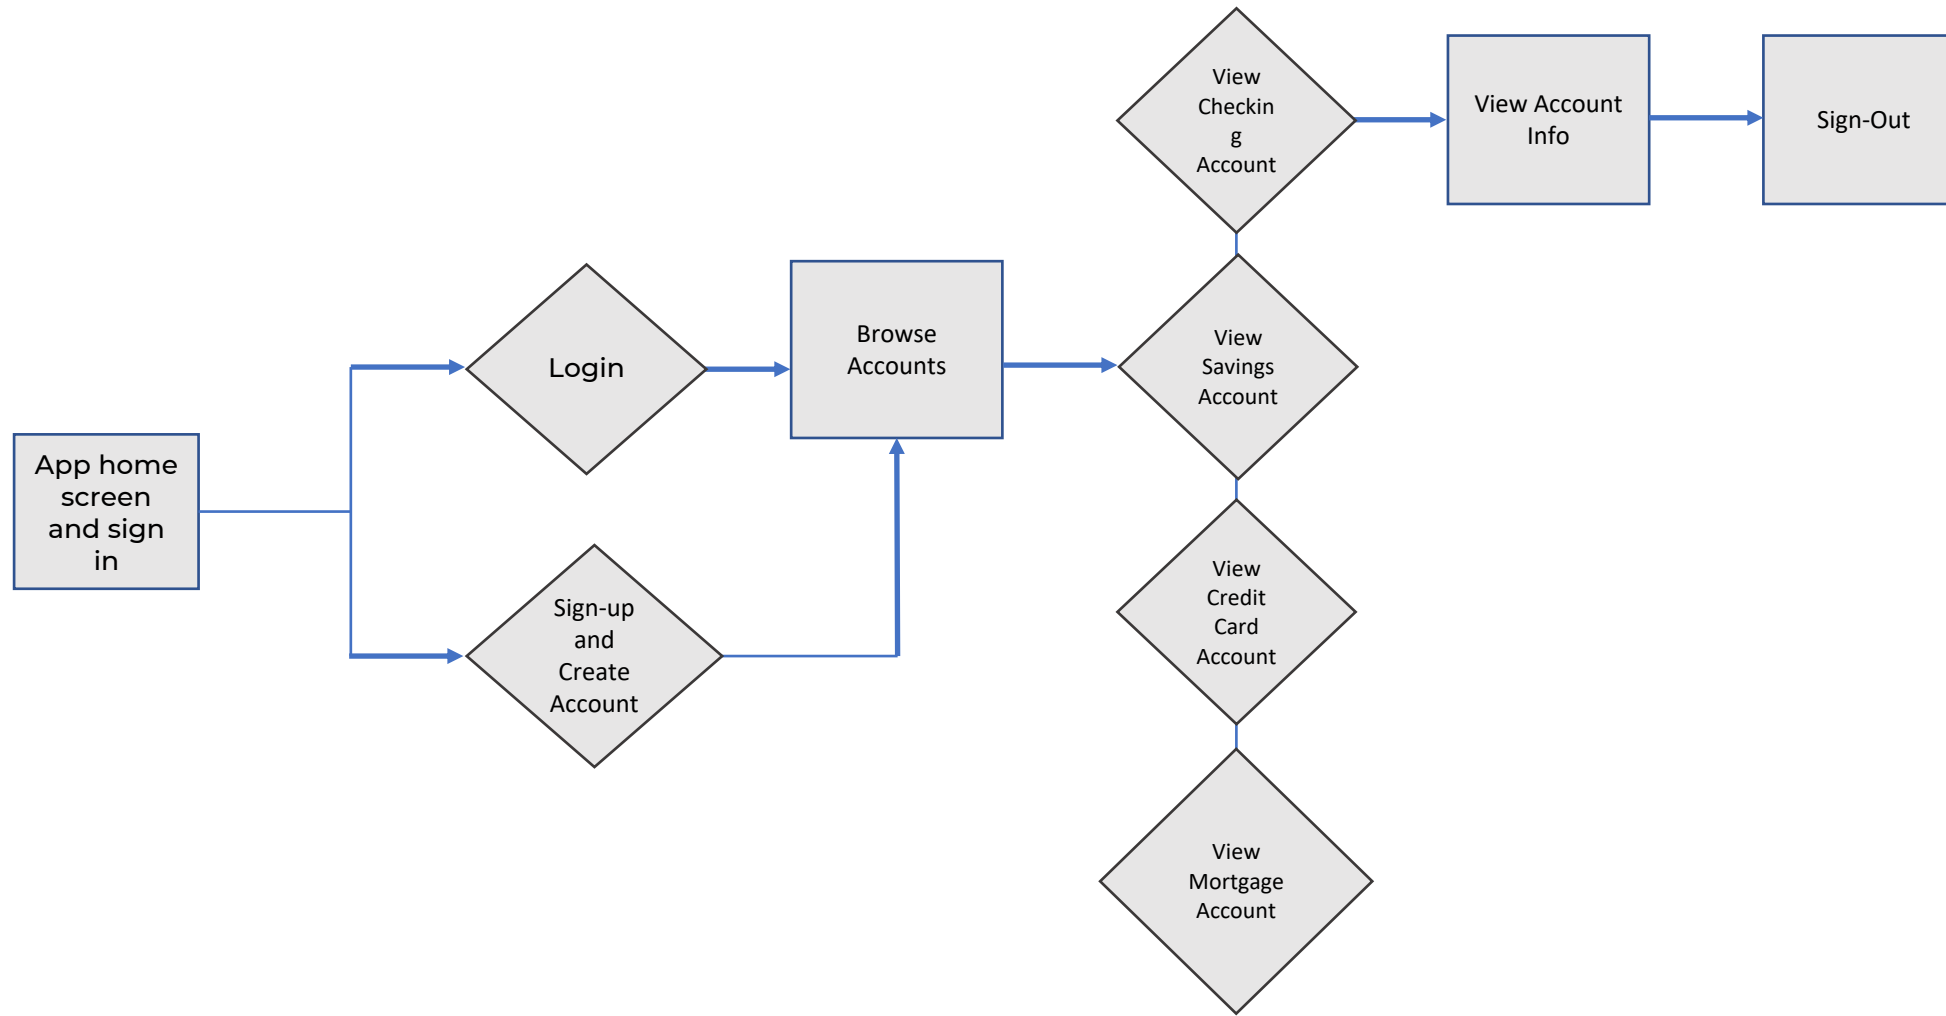 App home
screen
and sign
in
Login
Sign-up
and
Create
Account
Browse
Accounts
View
Checkin
g
Account
View
Savings
Account
View
Credit
Card
Account
View
Mortgage
Account
View Account
Info
Sign-Out